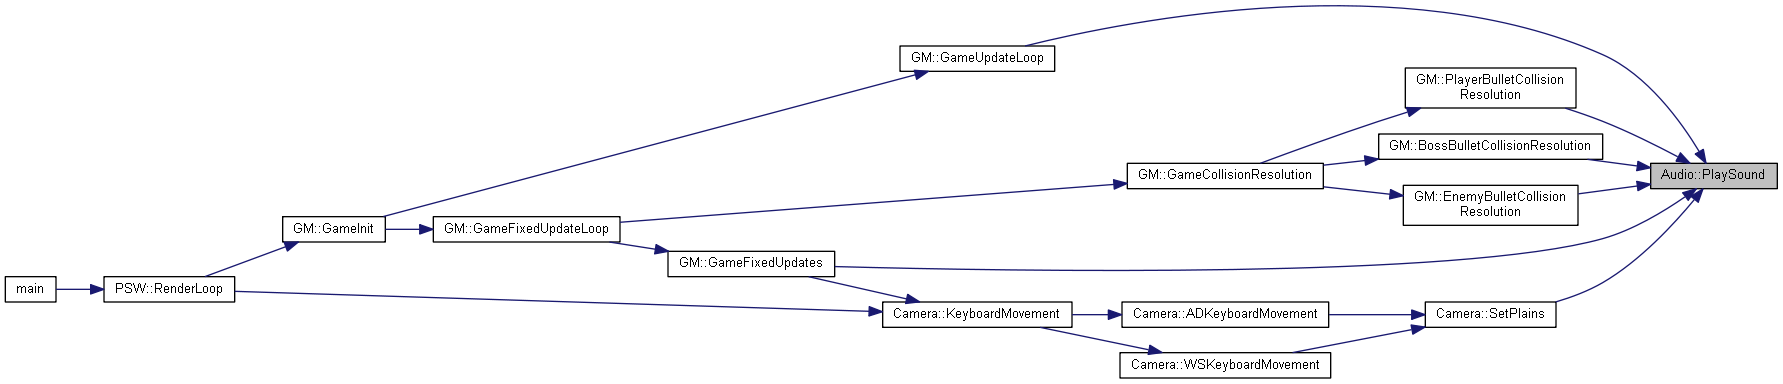 GM::GameUpdateLoop
GM::PlayerBulletCollision
Resolution
GM::BossBulletCollisionResolution
Audio::PlaySound
GM::GameCollisionResolution
GM::EnemyBulletCollision
Resolution
GM::GameInit
GM::GameFixedUpdateLoop
GM::GameFixedUpdates
main
PSW::RenderLoop
Camera::KeyboardMovement
Camera::ADKeyboardMovement
Camera::SetPlains
Camera::WSKeyboardMovement